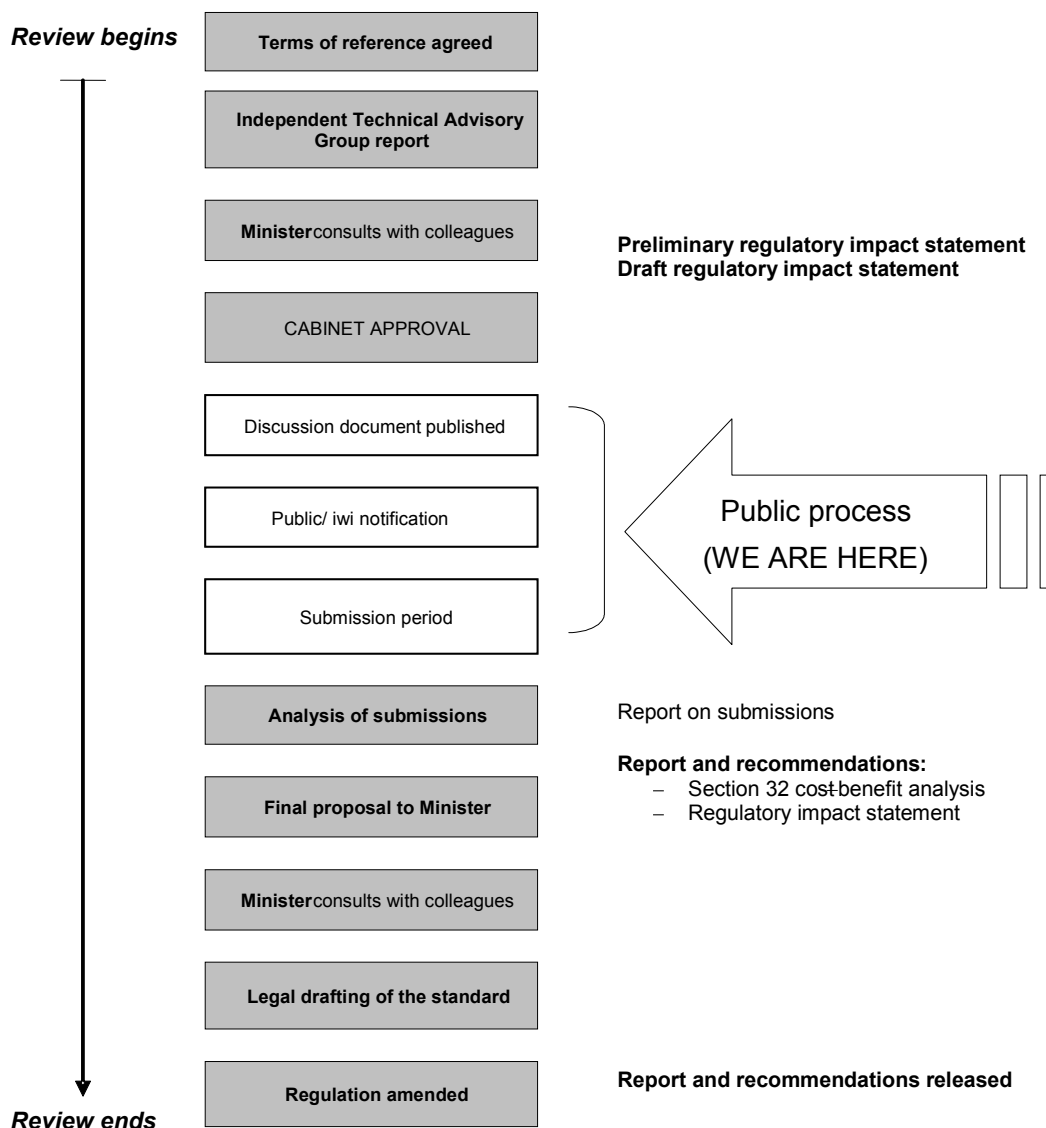 Review begins
Terms of reference agreed
Independent Technical Advisory
Group report
Minister consults with colleagues
Preliminary regulatory impact statement
Draft regulatory impact statement
CABINET APPROVAL
Discussion document published
Public/ iwi notification
Public process
(WE ARE HERE)
Submission period
Analysis of submissions
Report on submissions
Report and recommendations:
– Section 32 cost-benefit analysis
– Regulatory impact statement
Final proposal to Minister
Minister consults with colleagues
Legal drafting of the standard
Regulation amended
Report and recommendations released
Review ends